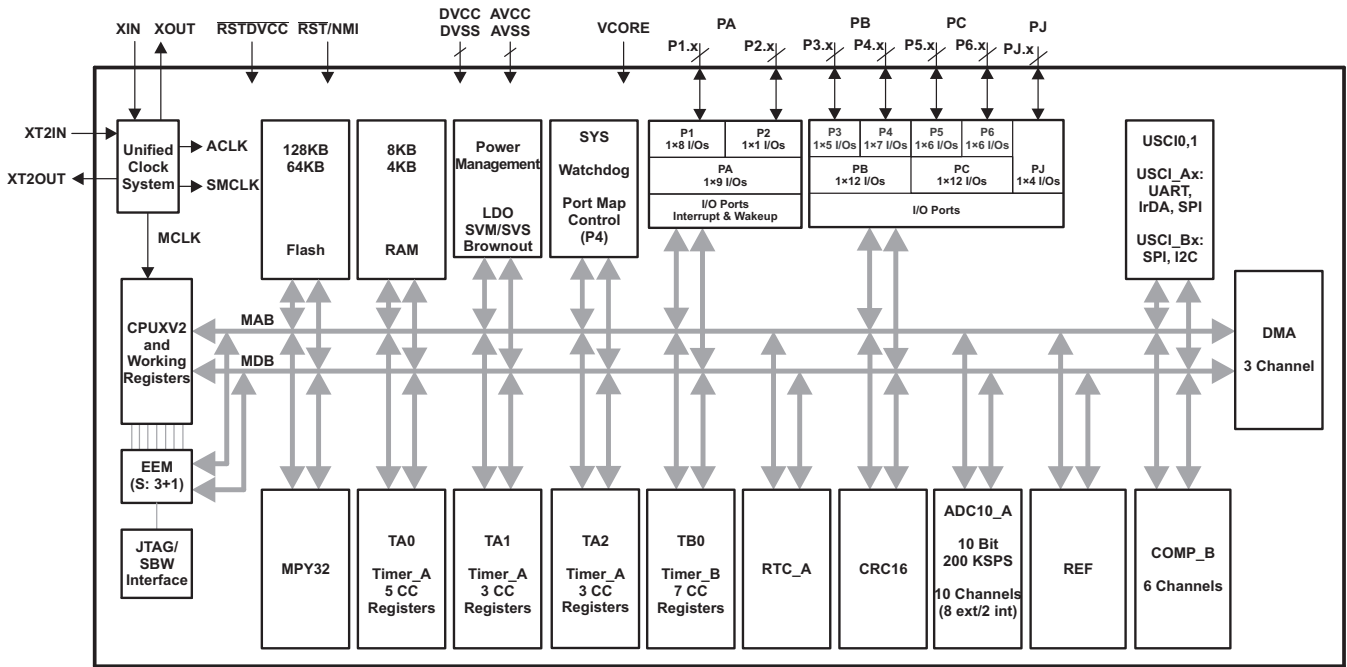 XIN XOUT RSTDVCC RST/NMI DVCC AVCC VCORE PA PB PC PJ
DVSS AVSS P1.x P2.x P3.x P4.x P5.x P6.x PJ.x
XT2IN
XT2OUT
Unified
Clock
System
ACLK
SMCLK
MCLK
128KB
64KB
Flash
8KB
4KB
RAM
Power
Management
LDO
SVM/SVS
Brownout
SYS
Watchdog
Port Map
Control
(P4)
P1
1×8 I/Os
P2
1×1 I/Os
PA
1×9 I/Os
I/O Ports
Interrupt & Wakeup
P3
1×5 I/Os
P4
1×7 I/Os
P5
1×6 I/Os
P6
1×6 I/Os
PB
1×12 I/Os
PC
1×12 I/Os
PJ
1×4 I/Os
I/O Ports
USCI0,1
USCI_Ax:
UART,
IrDA, SPI
USCI_Bx:
SPI, I2C
CPUXV2
and
Working
Registers
MAB
MDB
DMA
3 Channel
EEM
(S: 3+1)
JTAG/
SBW
Interface
MPY32
TA0
Timer_A
5 CC
Registers
TA1
Timer_A
3 CC
Registers
TA2
Timer_A
3 CC
Registers
TB0
Timer_B
7 CC
Registers
RTC_A
CRC16
ADC10_A
10 Bit
200 KSPS
10 Channels
(8 ext/2 int)
REF
COMP_B
6 Channels